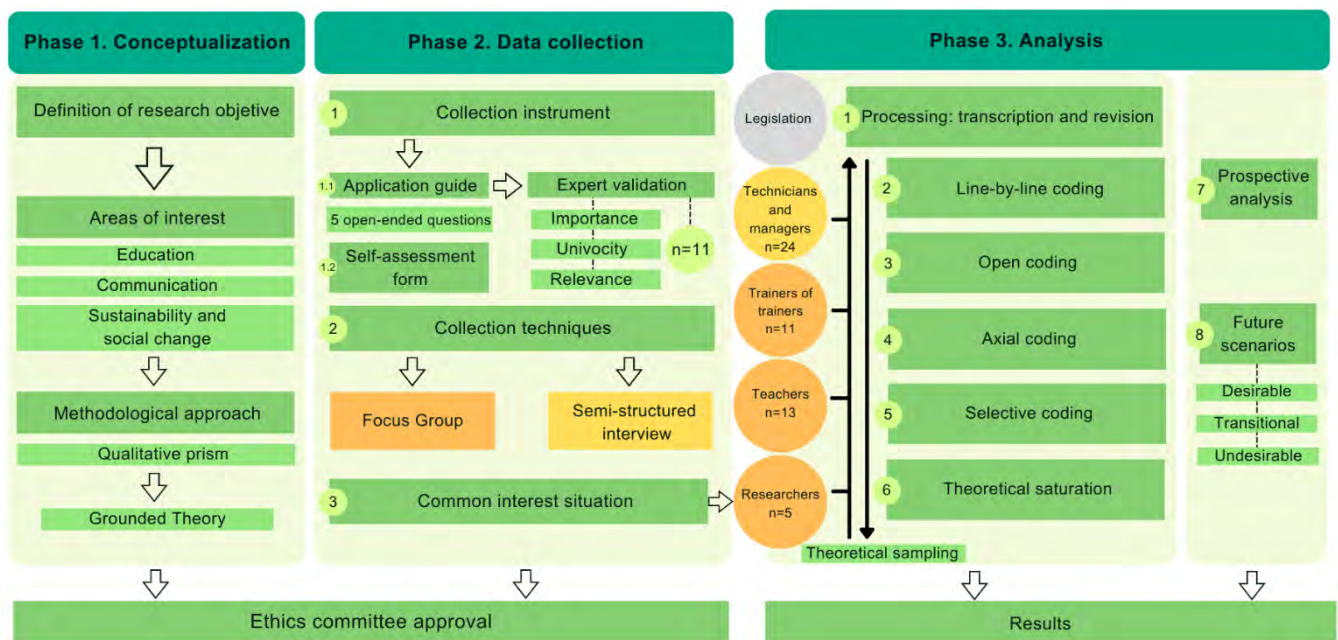 Phase 1. Conceptualization
Definition of research objetive
Areas of interest
Education
Communication
Sustainability and
social change
Methodological approach
Qualitative prism
Grounded Theory
Phase 2. Data collection
1
Collection instrument
1.1
Application guide
5 open-ended questions
1.2
Self-assessment
form
Expert validation
Importance
Univocity
Relevance
n=11
2
Collection techniques
Focus Group
Semi-structured
interview
3
Common interest situation
Ethics committee approval
Phase 3. Analysis
Legislation
Technicians
and
managers
n=24
Trainers of
trainers
n=11
Teachers
n=13
Researchers
n=5
1
Processing: transcription and revision
2
Line-by-line coding
3
Open coding
4
Axial coding
5
Selective coding
6
Theoretical saturation
Theoretical sampling
7
Prospective
analysis
8
Future
scenarios
Desirable
Transitional
Undesirable
Results